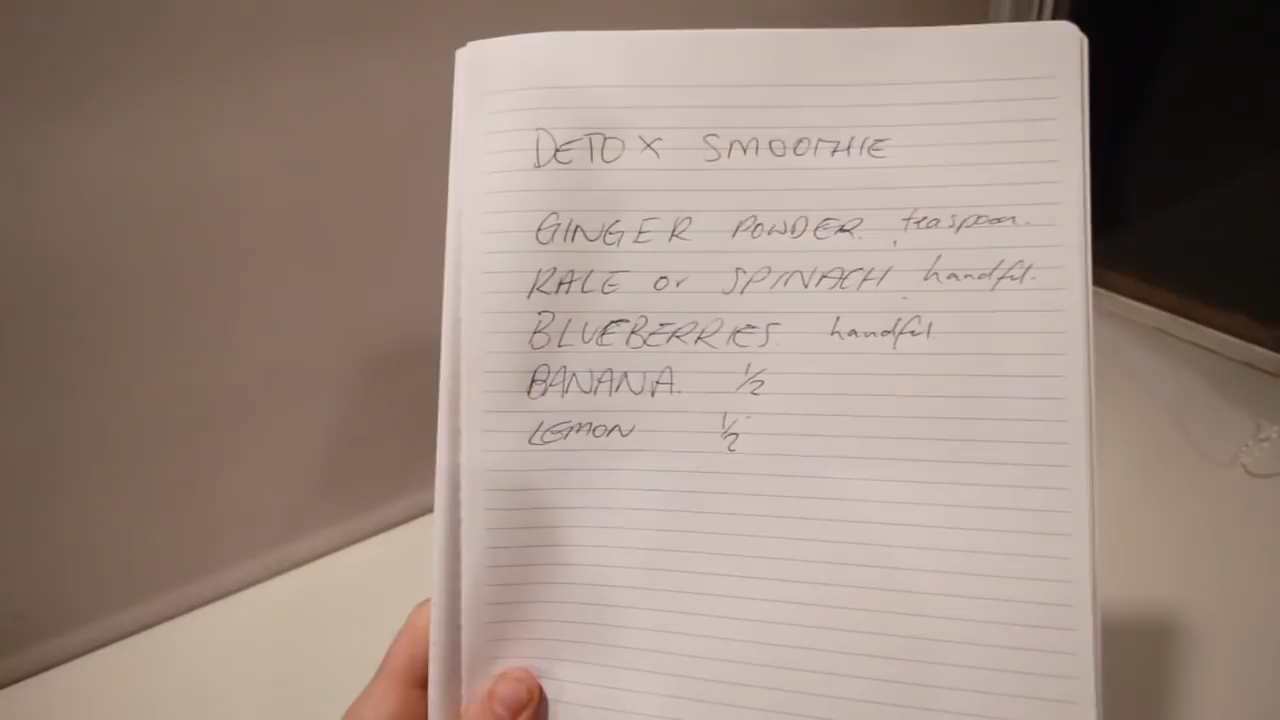 DETOX SMOOTHIE
GINGER POWDER. teaspoon.
KALE or SPINACH handful.
BLUEBERRIES. handful
BANANA. 1/2
LEMON 1/2